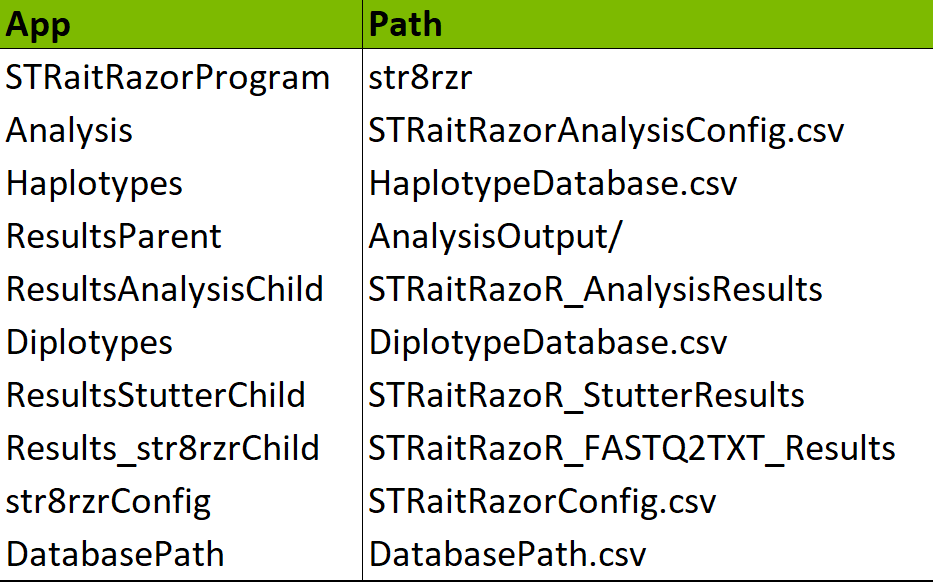 App Path
STRaitRazorProgram str8rzr
Analysis STRaitRazorAnalysisConfig.csv
Haplotypes HaplotypeDatabase.csv
ResultsParent AnalysisOutput/
ResultsAnalysisChild STRaitRazoR_AnalysisResults
Diplotypes DiplotypeDatabase.csv
ResultsStutterChild STRaitRazoR_StutterResults
Results_str8rzrChild STRaitRazoR_FASTQ2TXT_Results
str8rzrConfig STRaitRazorConfig.csv
DatabasePath DatabasePath.csv